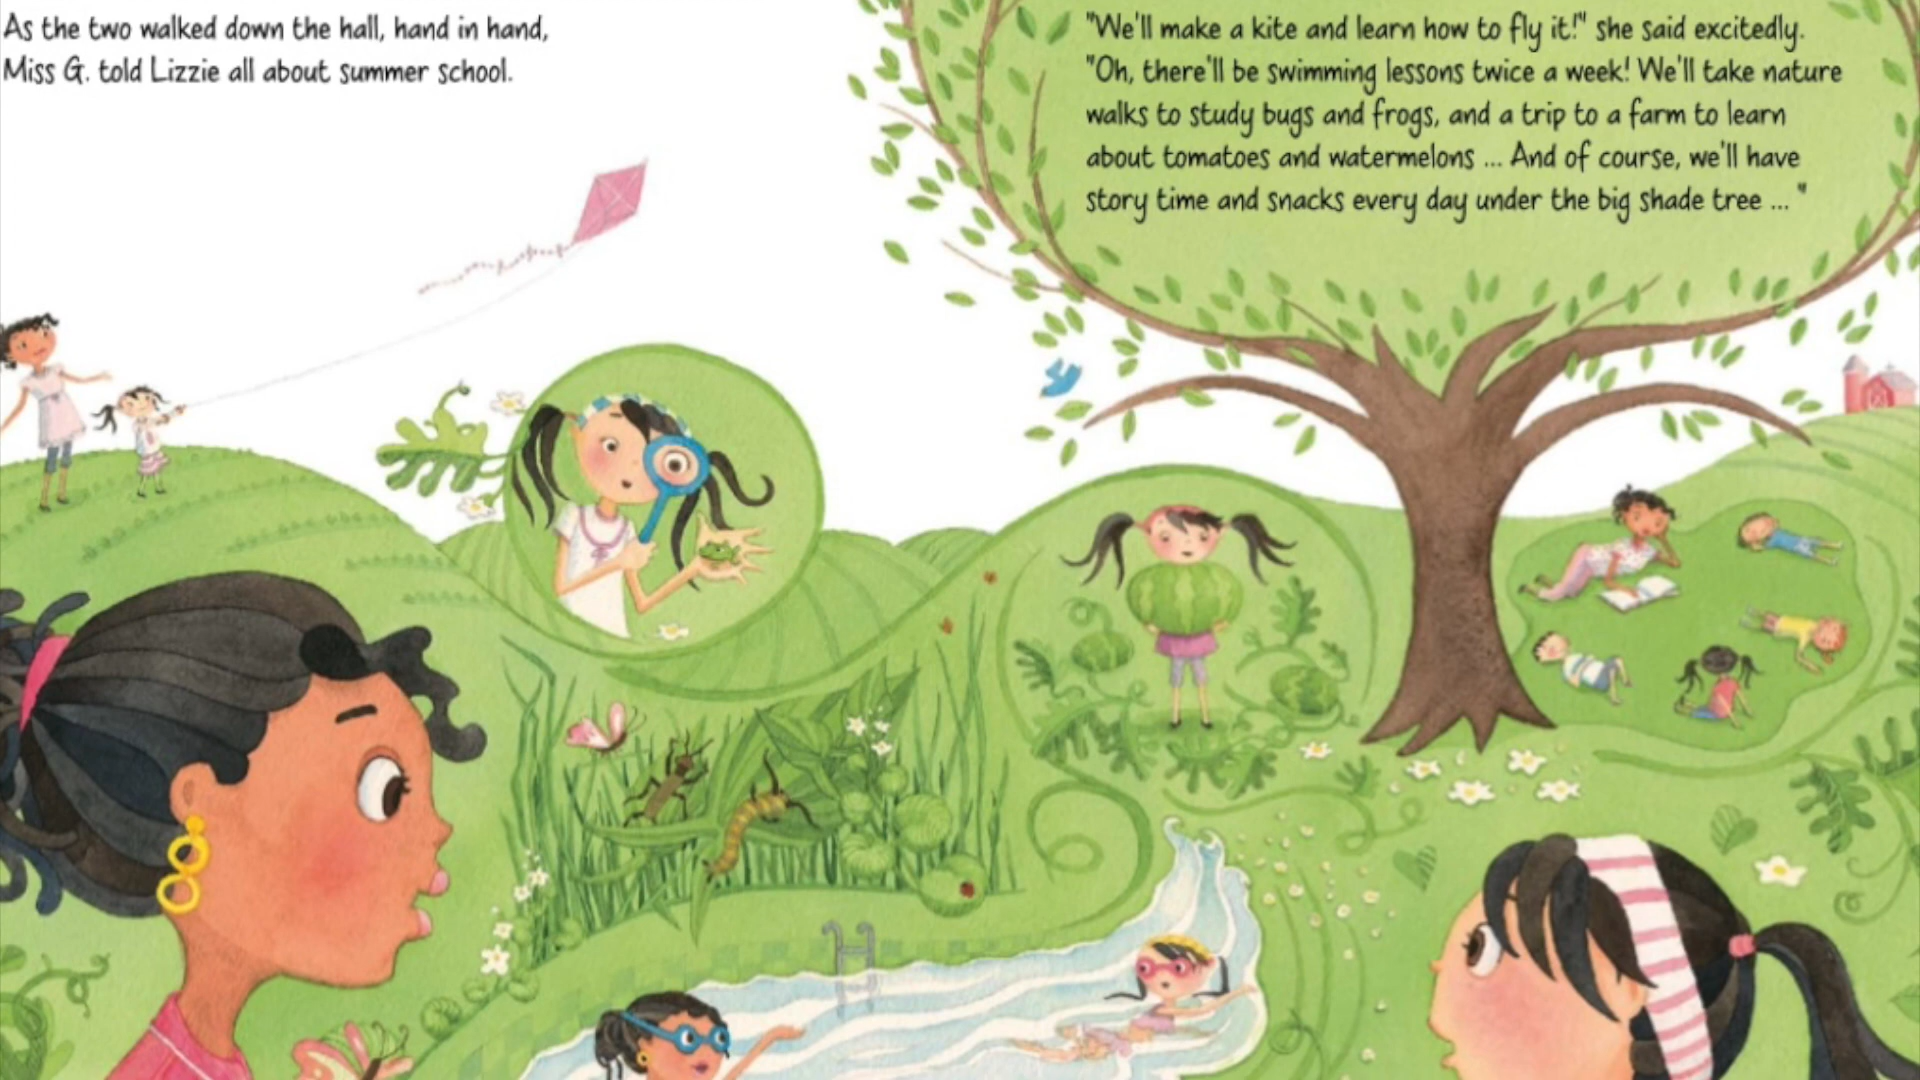 As the two walked down the hall, hand in hand,
Miss G. told Lizzie all about summer school.
"We'll make a kite and learn how to fly it!" she said excitedly.
"Oh, there'll be swimming lessons twice a week! We'll take nature
walks to study bugs and frogs, and a trip to a farm to learn
about tomatoes and watermelons ... And of course, we'll have
story time and snacks every day under the big shade tree ... "